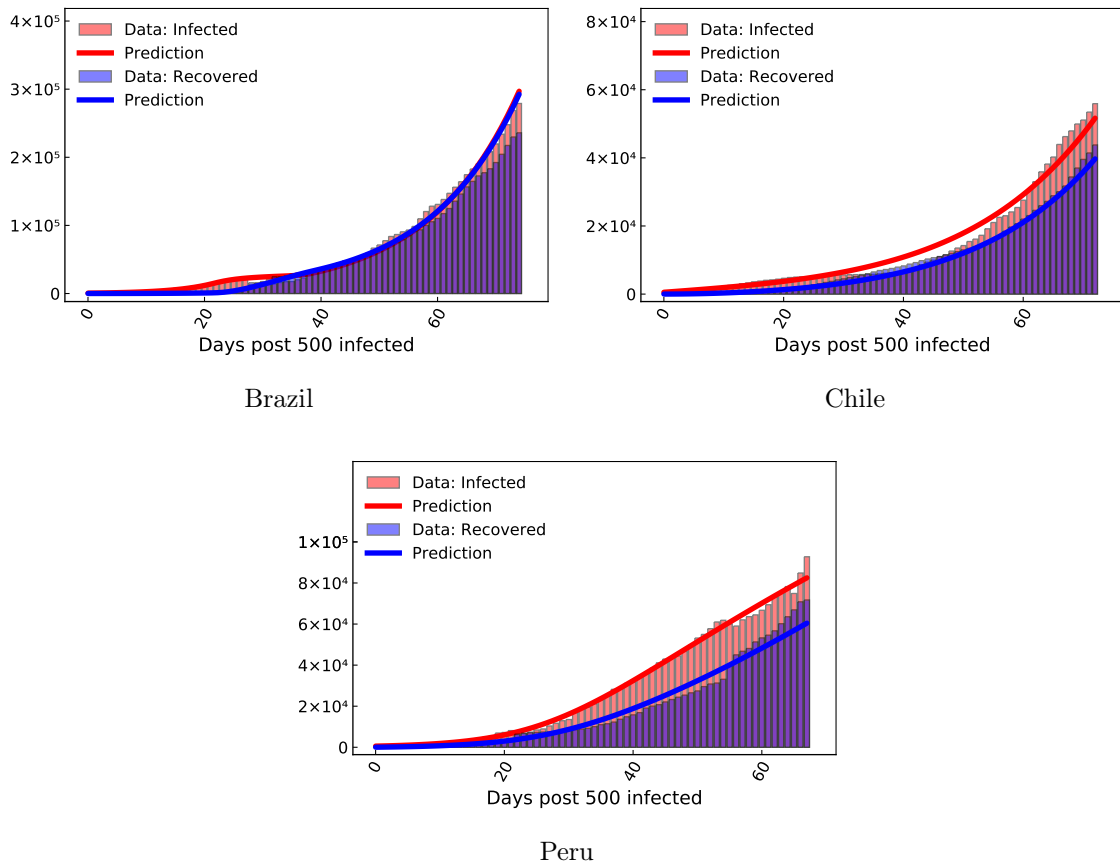 4×10⁵
3×10⁵
2×10⁵
1×10⁵
0
Data: Infected
Prediction
Data: Recovered
Prediction
0
20
40
60
Days post 500 infected
Brazil
8×10⁴
6×10⁴
4×10⁴
2×10⁴
0
Data: Infected
Prediction
Data: Recovered
Prediction
0
20
40
60
Days post 500 infected
Chile
1×10⁵
8×10⁴
6×10⁴
4×10⁴
2×10⁴
0
Data: Infected
Prediction
Data: Recovered
Prediction
0
20
40
60
Days post 500 infected
Peru